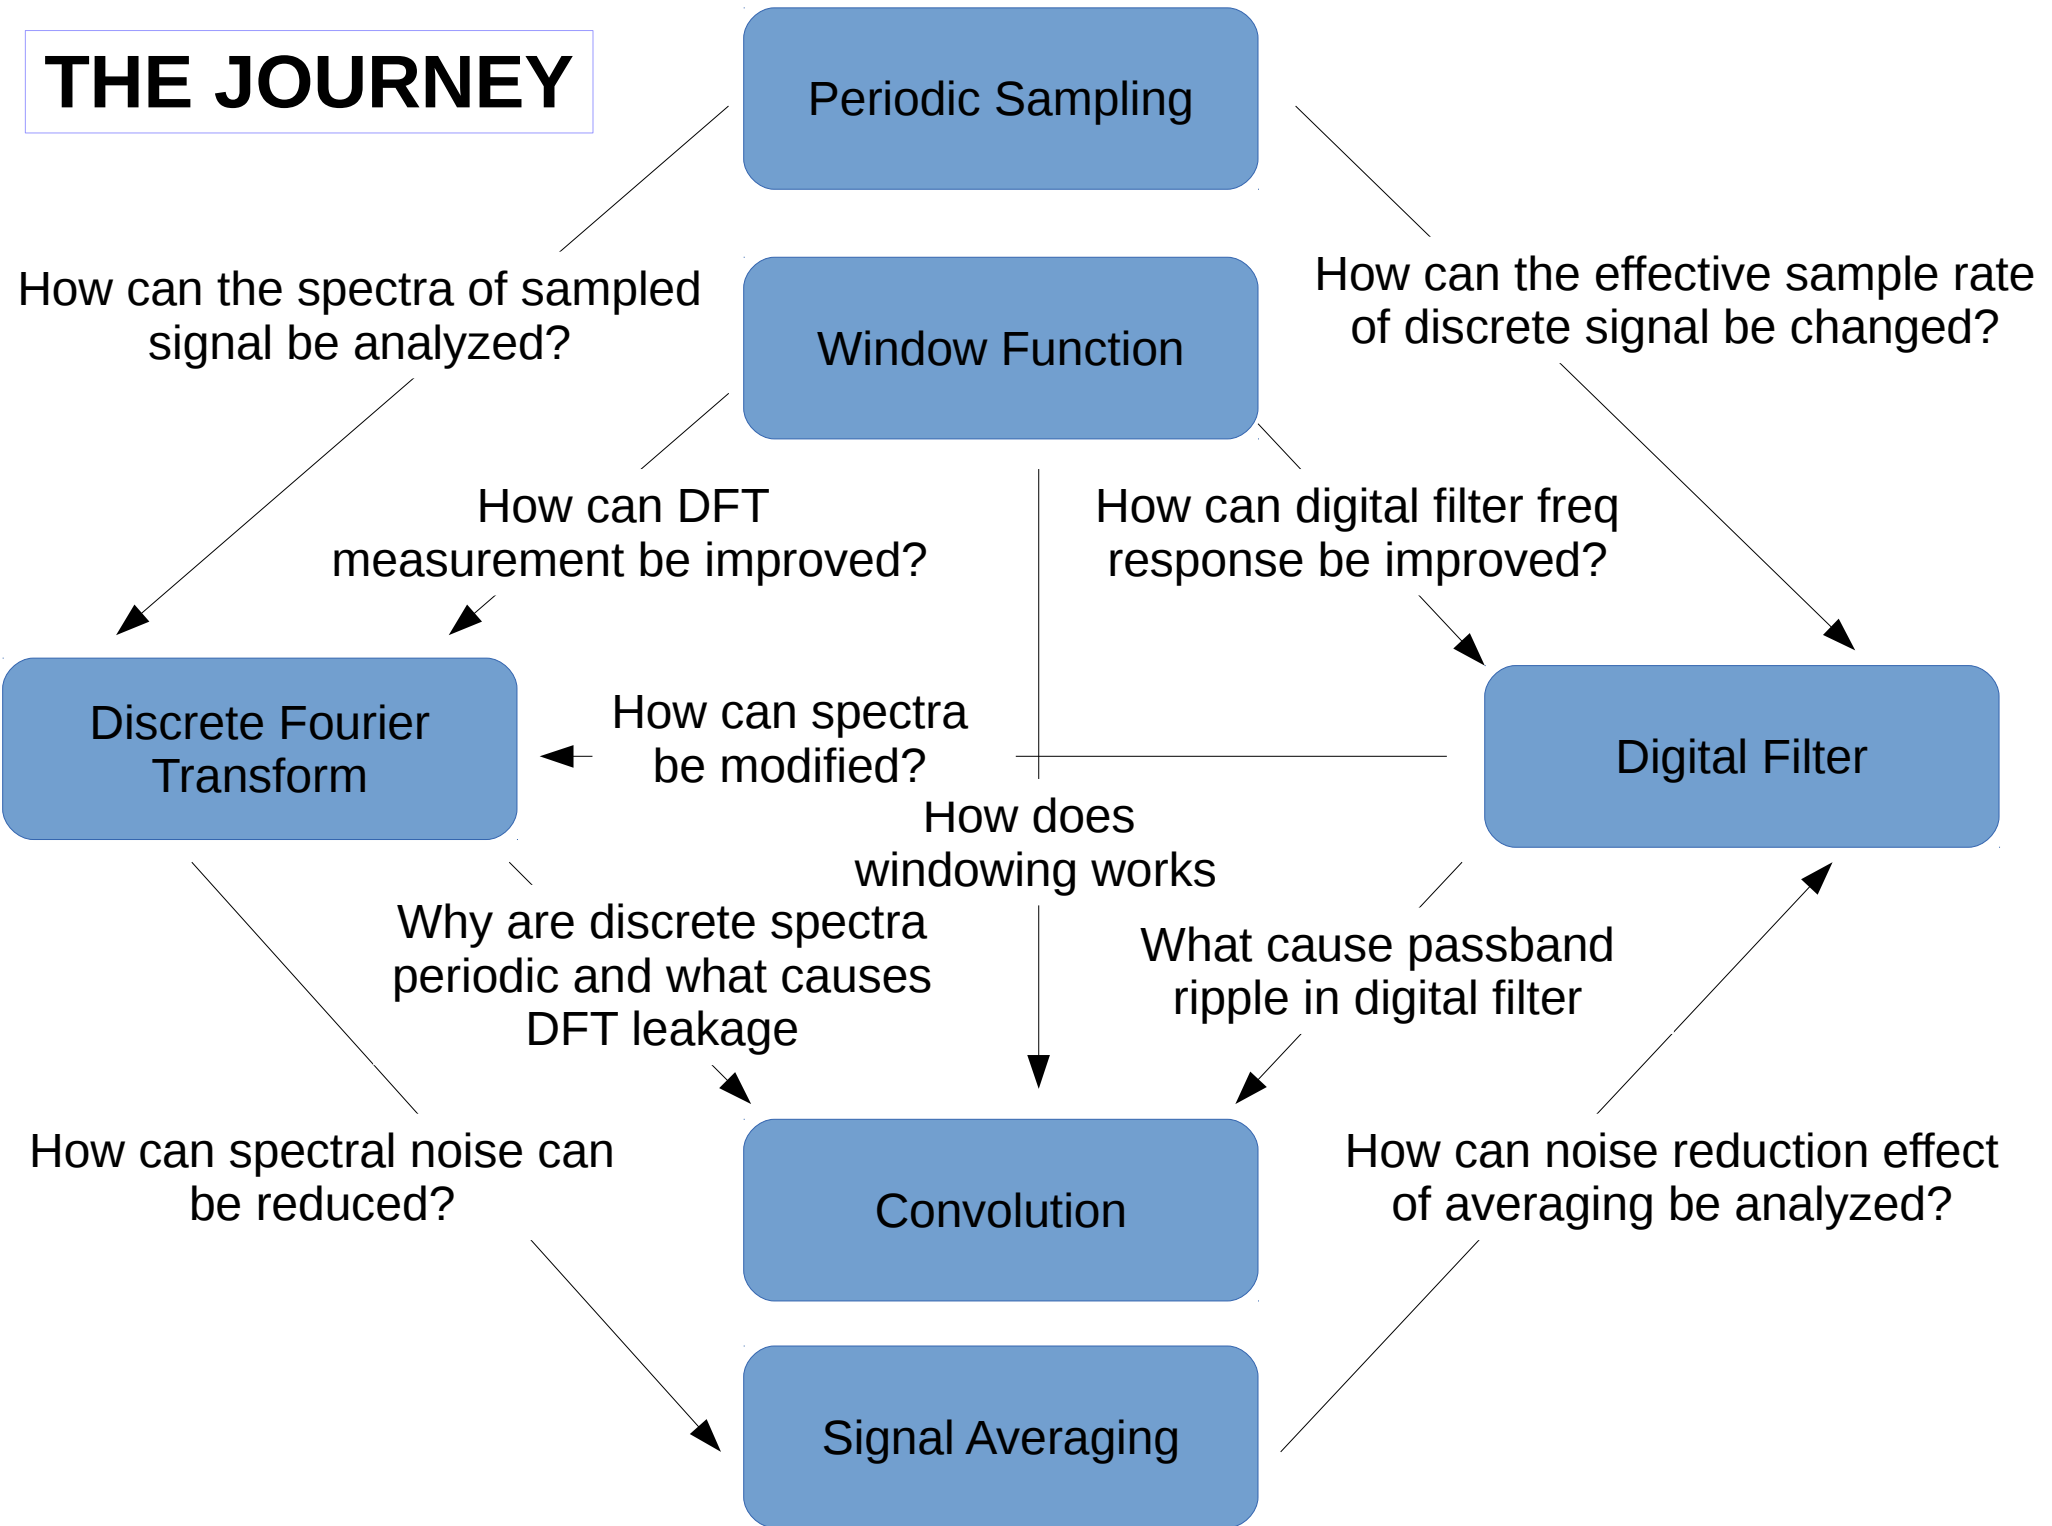 THE JOURNEY
Periodic Sampling
How can the spectra of sampled
signal be analyzed?
Window Function
How can the effective sample rate
of discrete signal be changed?
How can DFT
measurement be improved?
How can digital filter freq
response be improved?
Discrete Fourier
Transform
How can spectra
be modified?
Digital Filter
How does
windowing works
Why are discrete spectra
periodic and what causes
DFT leakage
What cause passband
ripple in digital filter
How can spectral noise can
be reduced?
Convolution
How can noise reduction effect
of averaging be analyzed?
Signal Averaging